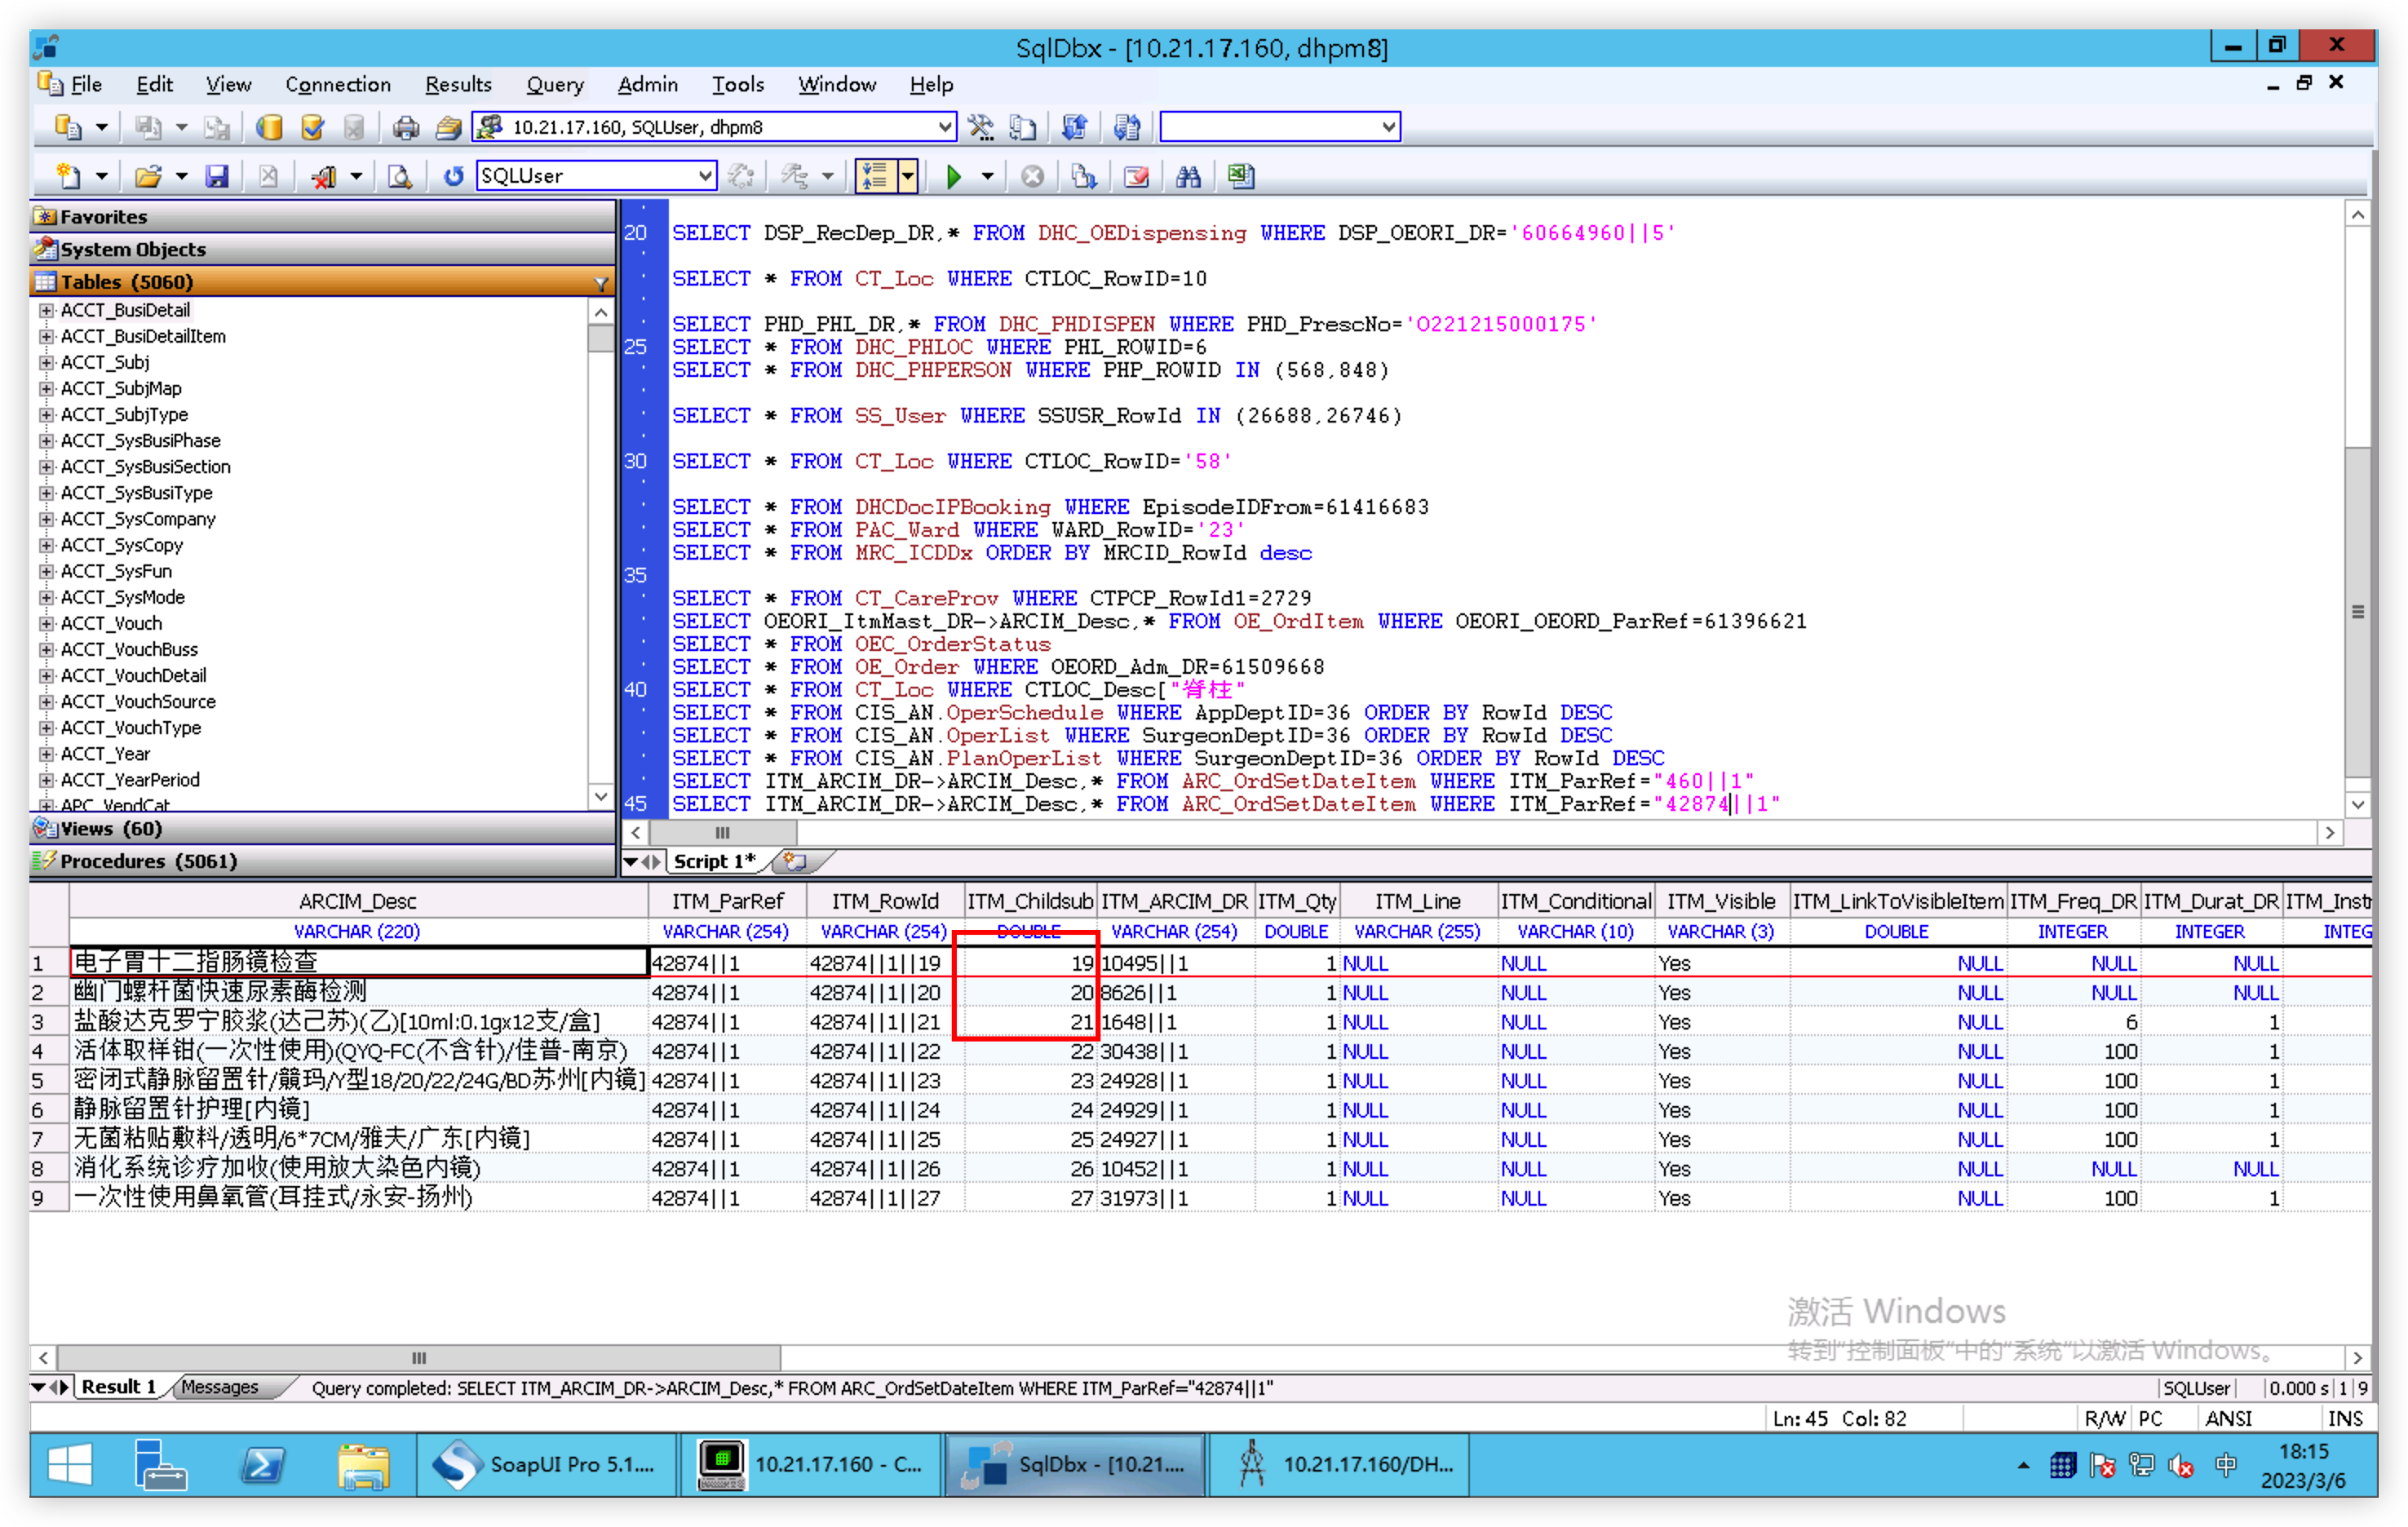 SqlDbx - [10.21.17.160, dhpm8]
File Edit View Connection Results Query Admin Tools Window Help
10.21.17.160, SQLUser, dhpm8
SQLUser
Favorites
System Objects
Tables (5060)
ACCT_BusiDetail
ACCT_BusiDetailItem
ACCT_Subj
ACCT_SubjMap
ACCT_SubjType
ACCT_SysBusiPhase
ACCT_SysBusiSection
ACCT_SysBusiType
ACCT_SysCompany
ACCT_SysCopy
ACCT_SysFun
ACCT_SysMode
ACCT_Vouch
ACCT_VouchBuss
ACCT_VouchDetail
ACCT_VouchSource
ACCT_VouchType
ACCT_Year
ACCT_YearPeriod
APC_VendCat
Views (60)
Procedures (5061)
20 SELECT DSP_RecDep_DR,* FROM DHC_OEDispensing WHERE DSP_OEORI_DR='60664960||5'
SELECT * FROM CT_Loc WHERE CTLOC_RowID=10
SELECT PHD_PHL_DR,* FROM DHC_PHDISPEN WHERE PHD_PrescNo='O221215000175'
25 SELECT * FROM DHC_PHLOC WHERE PHL_ROWID=6
SELECT * FROM DHC_PHPERSON WHERE PHP_ROWID IN (568,848)
SELECT * FROM SS_User WHERE SSUSR_RowId IN (26688,26746)
30 SELECT * FROM CT_Loc WHERE CTLOC_RowID='58'
SELECT * FROM DHCDocIPBooking WHERE EpisodeIDFrom=61416683
SELECT * FROM PAC_Ward WHERE WARD_RowID='23'
SELECT * FROM MRC_ICDDx ORDER BY MRCID_RowId desc
35
SELECT * FROM CT_CareProv WHERE CTPCP_RowId1=2729
SELECT OEORI_ItmMast_DR->ARCIM_Desc,* FROM OE_OrdItem WHERE OEORI_OEORD_ParRef=61396621
SELECT * FROM OEC_OrderStatus
SELECT * FROM OE_Order WHERE OEORD_Adm_DR=61509668
40 SELECT * FROM CT_Loc WHERE CTLOC_Desc["脊柱"
SELECT * FROM CIS_AN.OperSchedule WHERE AppDeptID=36 ORDER BY RowId DESC
SELECT * FROM CIS_AN.OperList WHERE SurgeonDeptID=36 ORDER BY RowId DESC
SELECT * FROM CIS_AN.PlanOperList WHERE SurgeonDeptID=36 ORDER BY RowId DESC
SELECT ITM_ARCIM_DR->ARCIM_Desc,* FROM ARC_OrdSetDateItem WHERE ITM_ParRef="460||1"
45 SELECT ITM_ARCIM_DR->ARCIM_Desc,* FROM ARC_OrdSetDateItem WHERE ITM_ParRef="42874||1"
Script 1*
ARCIM_Desc ITM_ParRef ITM_RowId ITM_Childsub ITM_ARCIM_DR ITM_Qty ITM_Line ITM_Conditional ITM_Visible ITM_LinkToVisibleItem ITM_Freq_DR ITM_Durat_DR ITM_Instr
VARCHAR (220) VARCHAR (254) VARCHAR (254) DOUBLE VARCHAR (254) DOUBLE VARCHAR (255) VARCHAR (10) VARCHAR (3) DOUBLE INTEGER INTEGER INTEG
1 电子胃十二指肠镜检查 42874||1 42874||1||19 19 10495||1 1 NULL NULL Yes NULL NULL NULL
2 幽门螺杆菌快速尿素酶检测 42874||1 42874||1||20 20 8626||1 1 NULL NULL Yes NULL NULL NULL
3 盐酸达克罗宁胶浆(达己苏)(乙)[10ml:0.1gx12支/盒] 42874||1 42874||1||21 21 1648||1 1 NULL NULL Yes NULL 6 1
4 活体取样钳(一次性使用)(QYQ-FC(不含针)/佳普-南京) 42874||1 42874||1||22 22 30438||1 1 NULL NULL Yes NULL 100 1
5 密闭式静脉留置针/竸玛/Y型18/20/22/24G/BD苏州[内镜] 42874||1 42874||1||23 23 24928||1 1 NULL NULL Yes NULL 100 1
6 静脉留置针护理[内镜] 42874||1 42874||1||24 24 24929||1 1 NULL NULL Yes NULL 100 1
7 无菌粘贴敷料/透明/6*7CM/雅夫/广东[内镜] 42874||1 42874||1||25 25 24927||1 1 NULL NULL Yes NULL 100 1
8 消化系统诊疗加收(使用放大染色内镜) 42874||1 42874||1||26 26 10452||1 1 NULL NULL Yes NULL NULL NULL
9 一次性使用鼻氧管(耳挂式/永安-扬州) 42874||1 42874||1||27 27 31973||1 1 NULL NULL Yes NULL 100 1
激活 Windows
转到"控制面板"中的"系统"以激活 Windows。
Result 1 Messages Query completed: SELECT ITM_ARCIM_DR->ARCIM_Desc,* FROM ARC_OrdSetDateItem WHERE ITM_ParRef="42874||1" SQLUser 0.000 s 1 9
Ln: 45 Col: 82 R/W PC ANSI INS
SoapUI Pro 5.1.... 10.21.17.160 - C... SqlDbx - [10.21.... 10.21.17.160/DH... 中 18:15
2023/3/6